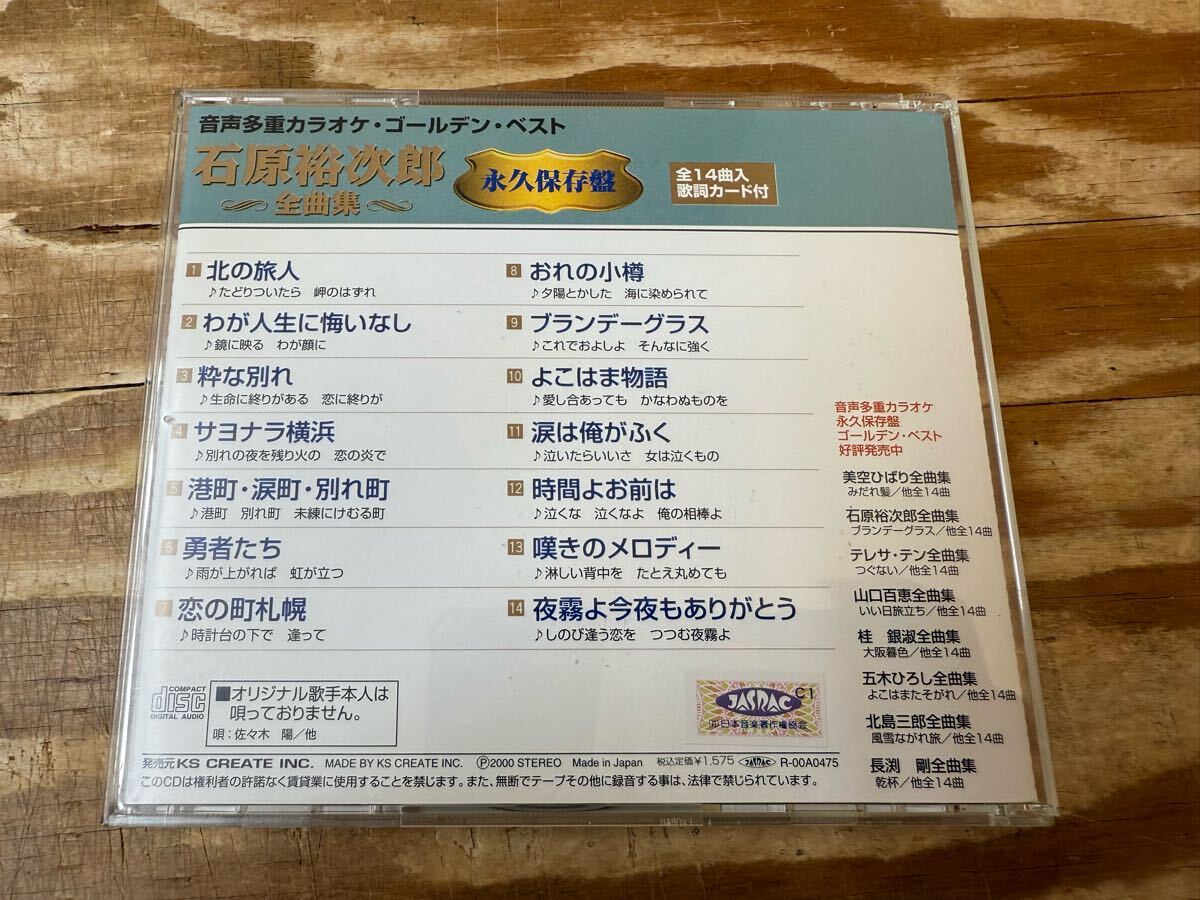 音声多重カラオケ・ゴールデン・ベスト
石原裕次郎
全曲集
永久保存盤
全14曲入
歌詞カード付
1 北の旅人
♪たどりついたら 岬のはずれ
2 わが人生に悔いなし
♪鏡に映る わが顔に
3 粋な別れ
♪生命に終りがある 恋に終りが
4 サヨナラ横浜
♪別れの夜を残り火の 恋の炎で
5 港町・涙町・別れ町
♪港町 別れ町 未練にけむる町
6 勇者たち
♪雨が上がれば 虹が立つ
7 恋の町札幌
♪時計台の下で 逢って
8 おれの小樽
♪夕陽とかした 海に染められて
9 ブランデーグラス
♪これでおよしよ そんなに強く
10 よこはま物語
♪愛し合あっても かなわぬものを
11 涙は俺がふく
♪泣いたらいいさ 女は泣くもの
12 時間よお前は
♪泣くな 泣くなよ 俺の相棒よ
13 嘆きのメロディー
♪淋しい背中を たとえ丸めても
14 夜霧よ今夜もありがとう
♪しのび逢う恋を つつむ夜霧よ
音声多重カラオケ
永久保存盤
ゴールデン・ベスト
好評発売中
美空ひばり全曲集
みだれ髪/他全14曲
石原裕次郎全曲集
ブランデーグラス/他全14曲
テレサ・テン全曲集
つぐない/他全14曲
山口百恵全曲集
いい日旅立ち/他全14曲
桂 銀淑全曲集
大阪暮色/他全14曲
五木ひろし全曲集
よこはまたそがれ/他全14曲
北島三郎全曲集
風雪ながれ旅/他全14曲
長渕 剛全曲集
乾杯/他全14曲
COMPACT
disc
DIGITAL AUDIO
■オリジナル歌手本人は
唄っておりません。
唄:佐々木 陽/他
C1
JASRAC
㈳日本音楽著作権協会
発売元 KS CREATE INC. MADE BY KS CREATE INC. Ⓟ2000 STEREO Made in Japan 税込定価¥1,575 JASRAC R-00A0475
このCDは権利者の許諾なく賃貸業に使用することを禁じます。また、無断でテープその他に録音する事は、法律で禁じられています。